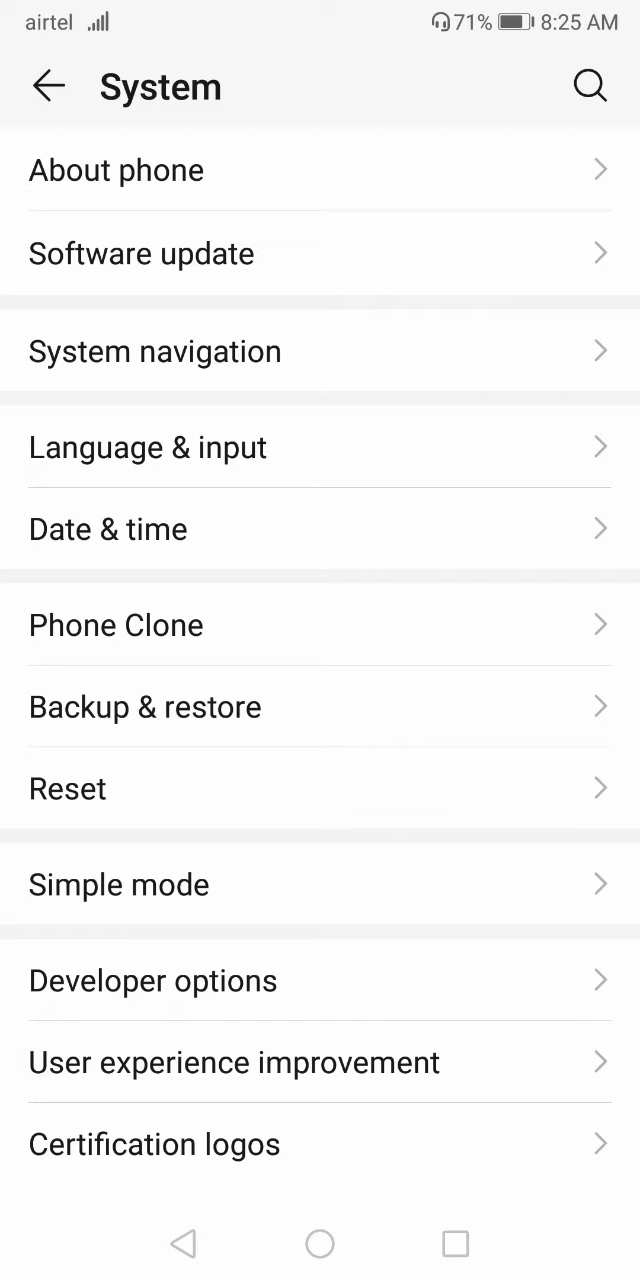 airtel 71% 8:25 AM
System
About phone
Software update
System navigation
Language & input
Date & time
Phone Clone
Backup & restore
Reset
Simple mode
Developer options
User experience improvement
Certification logos